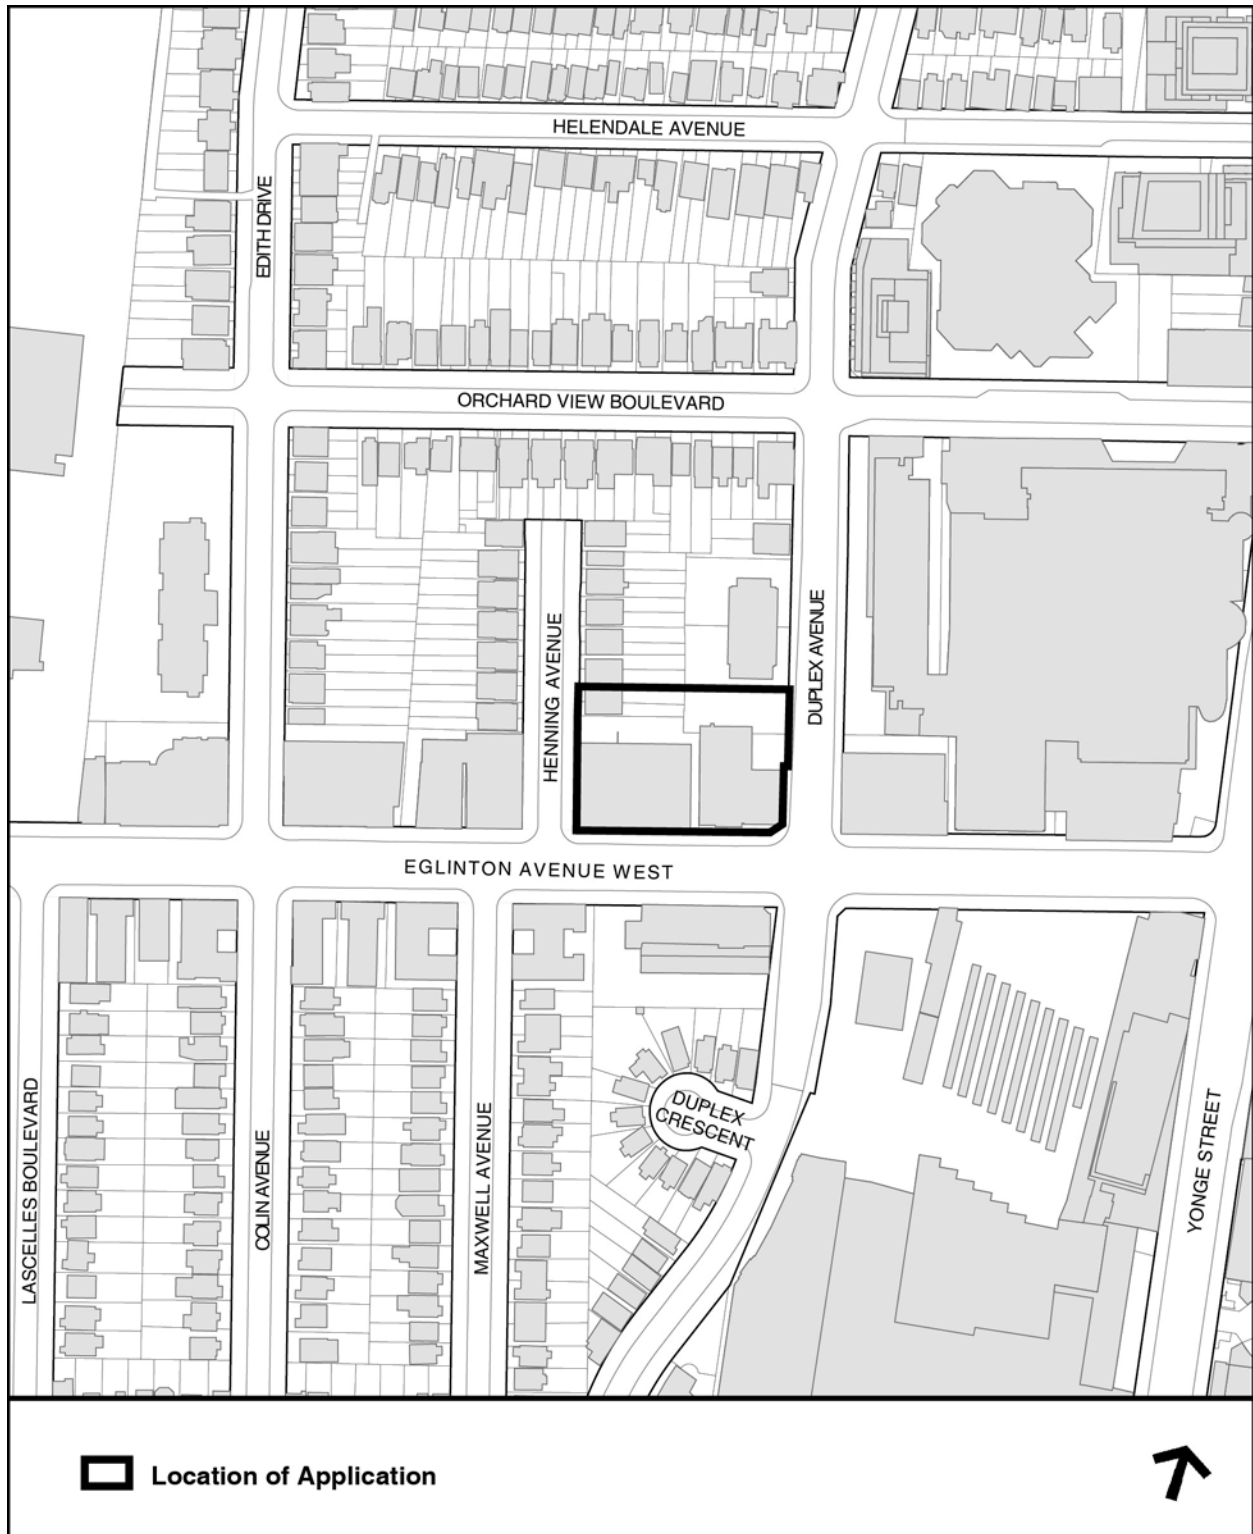 HELENDALE AVENUE
EDITH DRIVE
ORCHARD VIEW BOULEVARD
HENNING AVENUE
DUPLEX AVENUE
EGLINTON AVENUE WEST
DUPLEX
CRESCENT
LASCELLES BOULEVARD
COLIN AVENUE
MAXWELL AVENUE
YONGE STREET
Location of Application